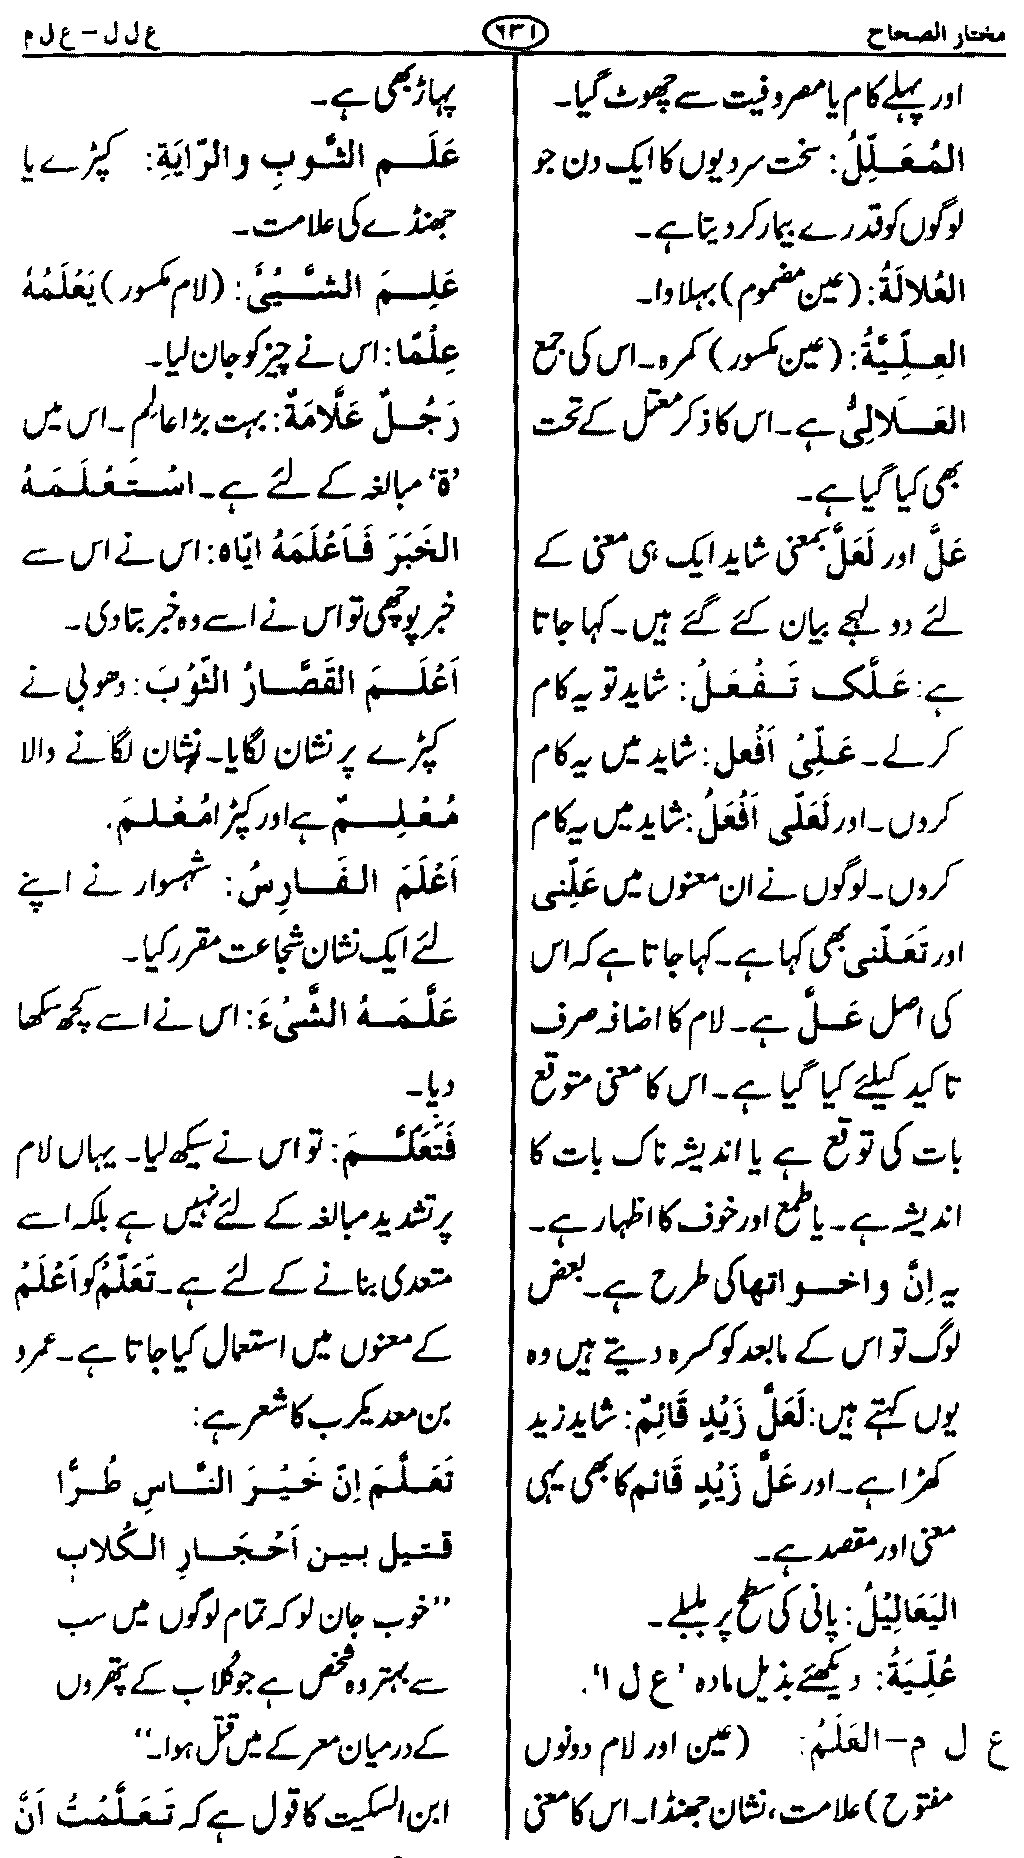 مختار الصحاح
٦٣١
ع ل ل – ع ل م
اور پہلے کام یا مصروفیت سے چھوٹ گیا۔
المُعَلِّلُ: سخت سردیوں کا ایک دن جو
لوگوں کو قدرے بیمار کر دیتا ہے۔
العُلالَةُ: (عین مضموم) بہلاوا۔
العِلِّيَّةُ: (عین مکسور) کمرہ۔ اس کی جمع
العَلَالِيُّ ہے۔ اس کا ذکر معتل کے تحت
بھی کیا گیا ہے۔
عَلَّ اور لَعَلَّ بمعنی شاید ایک ہی معنی کے
لئے دو لہجے بیان کئے گئے ہیں۔ کہا جاتا
ہے: عَلَّکَ تَفْعَلُ: شاید تو یہ کام
کرلے۔ عَلِّيْ اَفْعل: شاید میں یہ کام
کروں۔ اور لَعَلّی اَفْعَلُ: شاید میں یہ کام
کروں۔ لوگوں نے ان معنوں میں عَلِّنی
اور تَعَلّنی بھی کہا ہے۔ کہا جاتا ہے کہ اس
کی اصل عَلَّ ہے۔ لام کا اضافہ صرف
تاکید کیلئے کیا گیا ہے۔ اس کا معنی متوقع
بات کی توقع ہے یا اندیشہ ناک بات کا
اندیشہ ہے۔ یا طمع اور خوف کا اظہار ہے۔
یہ اِنَّ و اخواتھا کی طرح ہے۔ بعض
لوگ تو اس کے مابعد کو کسرہ دیتے ہیں وہ
یوں کہتے ہیں: لَعَلَّ زَيْدٍ قَائِمٌ: شاید زید
کھڑا ہے۔ اور عَلَّ زَيْدٍ قَائم کا بھی یہی
معنی اور مقصد ہے۔
اليَعَالِيْلُ: پانی کی سطح پر بلبلے۔
عُلِّيَةُ: دیکھئے بذیل مادہ 'ع ل ا'.
ع ل م – العَلَمُ: (عین اور لام دونوں
مفتوح) علامت، نشان جھنڈا۔ اس کا معنی
پہاڑ بھی ہے۔
عَلَم الثَّوبِ والرّايَةِ: کپڑے یا
جھنڈے کی علامت۔
عَلِمَ الشَّيْئَ: (لام مکسور) يَعْلَمُهُ
عِلْمًا: اس نے چیز کو جان لیا۔
رَجُلٌ عَلَّامَةٌ: بہت بڑا عالم۔ اس میں
'ۃ' مبالغہ کے لئے ہے۔ اسْتَعْلَمَهُ
الخَبَرَ فَاَعْلَمَهُ ايّاه: اس نے اس سے
خبر پوچھی تو اس نے اسے وہ خبر بتادی۔
اَعْلَمَ القَصَّارُ الثَّوْبَ: دھوبی نے
کپڑے پر نشان لگایا۔ نشان لگانے والا
مُعْلِمٌ ہے اور کپڑا مُعْلَمَ.
اَعْلَمَ الفَارِسُ: شہسوار نے اپنے
لئے ایک نشان شجاعت مقرر کیا۔
عَلَّمَهُ الشَّيْءَ: اس نے اسے کچھ سکھا
دیا۔
فَتَعَلَّمَ: تو اس نے سیکھ لیا۔ یہاں لام
پر تشدید مبالغہ کے لئے نہیں ہے بلکہ اسے
متعدی بنانے کے لئے ہے۔ تَعَلَّمْ کو اَعْلَمُ
کے معنوں میں استعمال کیا جاتا ہے۔ عمرو
بن معدیکرب کا شعر ہے:
تَعَلَّمَ اِنّ خَيْرَ النَّاسِ طُرًّا
قتيل بين اَحْجَارِ الكُلابِ
"خوب جان لو کہ تمام لوگوں میں سب
سے بہتر وہ شخص ہے جو کُلاب کے پتھروں
کے درمیان معرکے میں قتل ہوا۔"
ابن السکیت کا قول ہے کہ تَعَلَّمْتُ اَنَّ